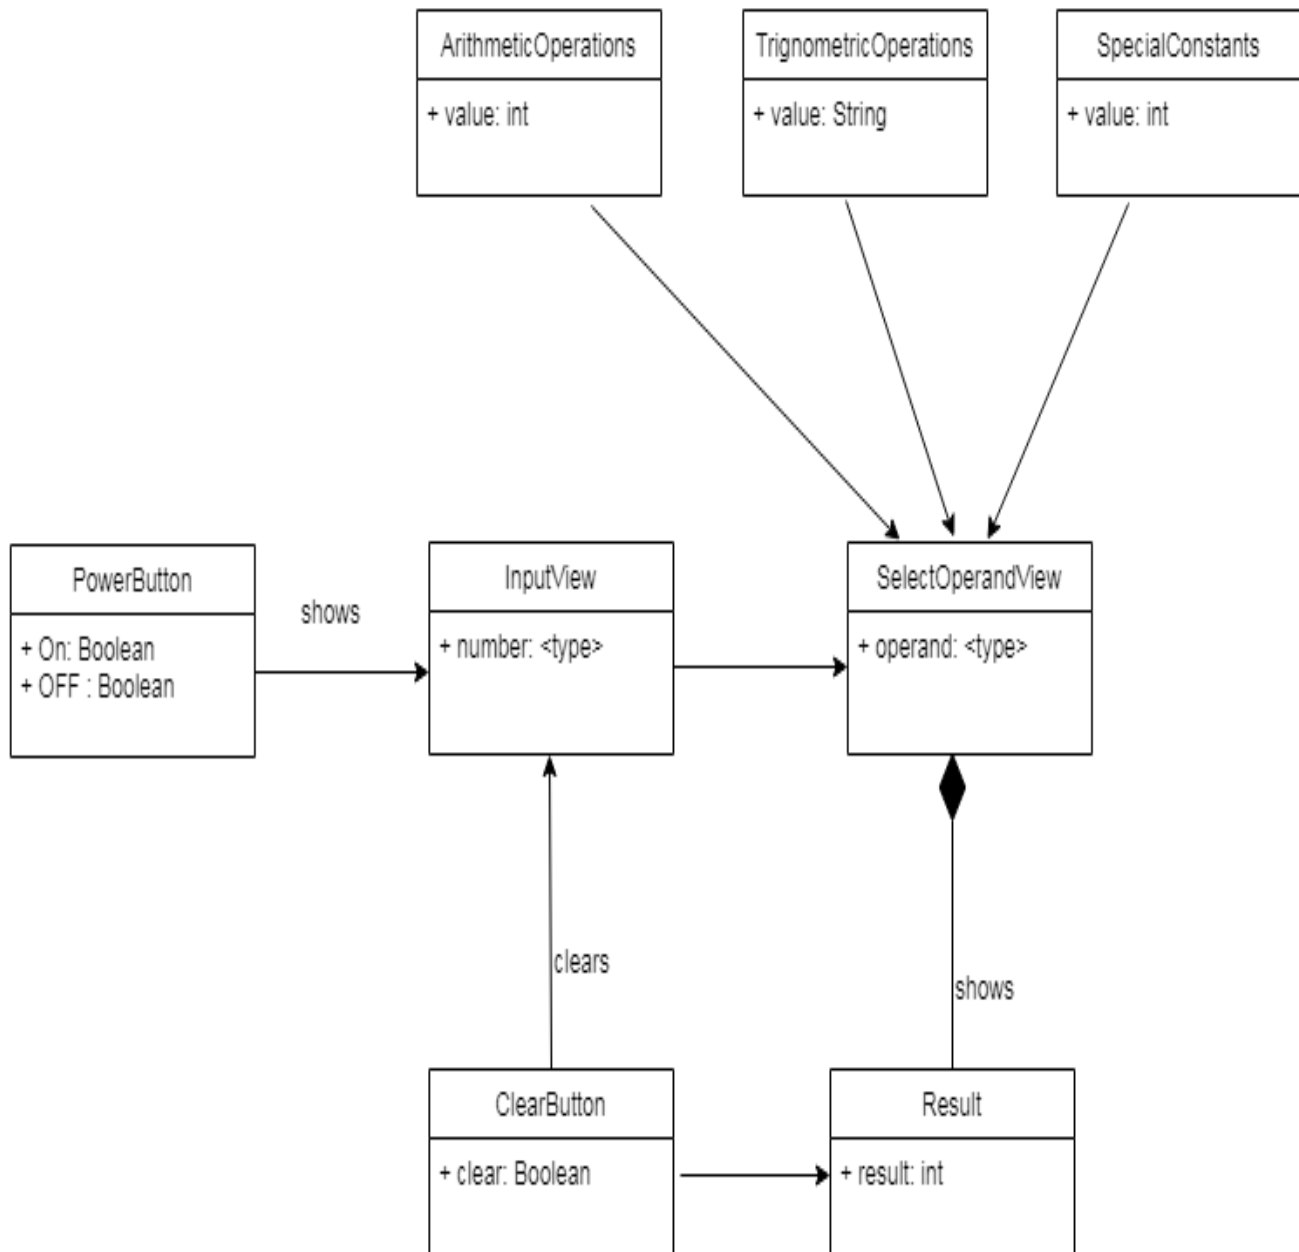 ArithmeticOperations
+ value: int
TrignometricOperations
+ value: String
SpecialConstants
+ value: int
PowerButton
+ On: Boolean
+ OFF : Boolean
shows
InputView
+ number: <type>
SelectOperandView
+ operand: <type>
clears
shows
ClearButton
+ clear: Boolean
Result
+ result: int